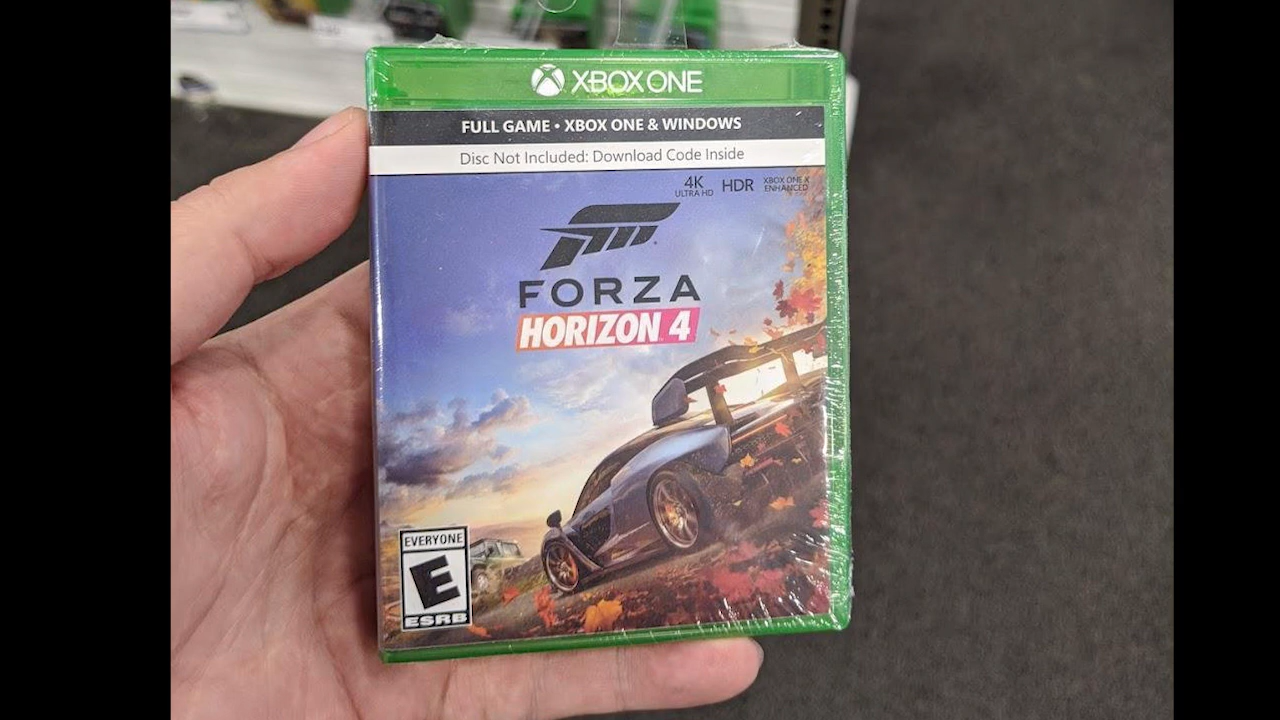 XBOX ONE
FULL GAME • XBOX ONE & WINDOWS
Disc Not Included: Download Code Inside
4K
ULTRA HD
HDR
XBOX ONE X
ENHANCED
FORZA
HORIZON 4
EVERYONE
E
ESRB